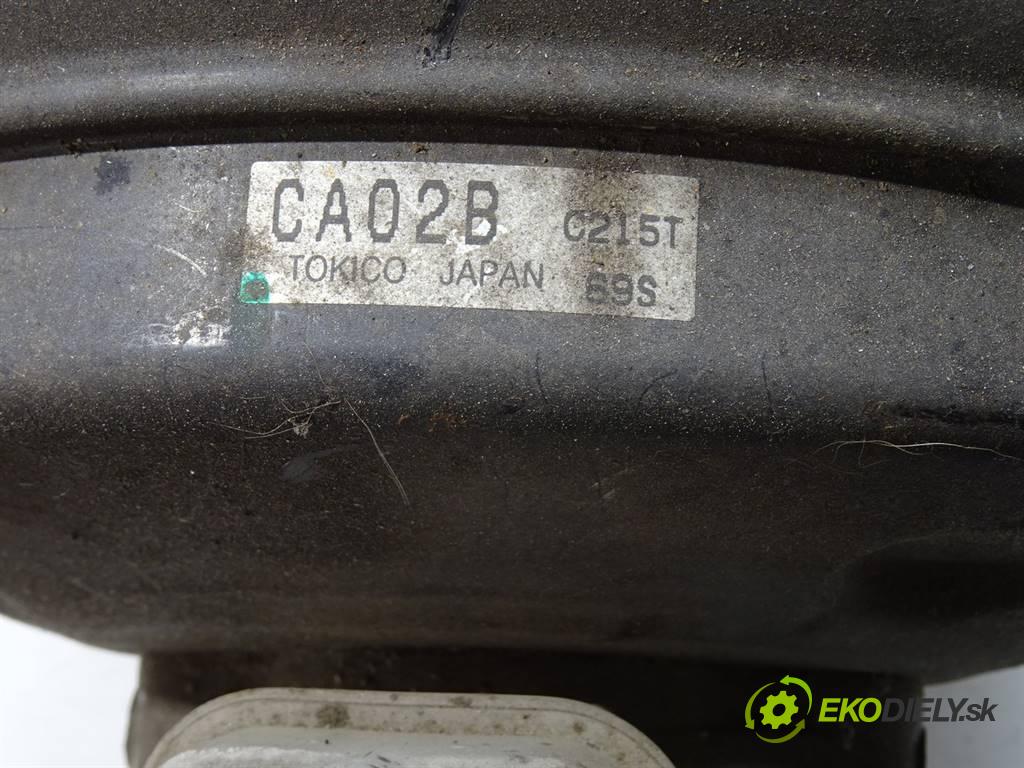 CA02B C215T
TOKICO JAPAN 69S
EKODIELY.sk